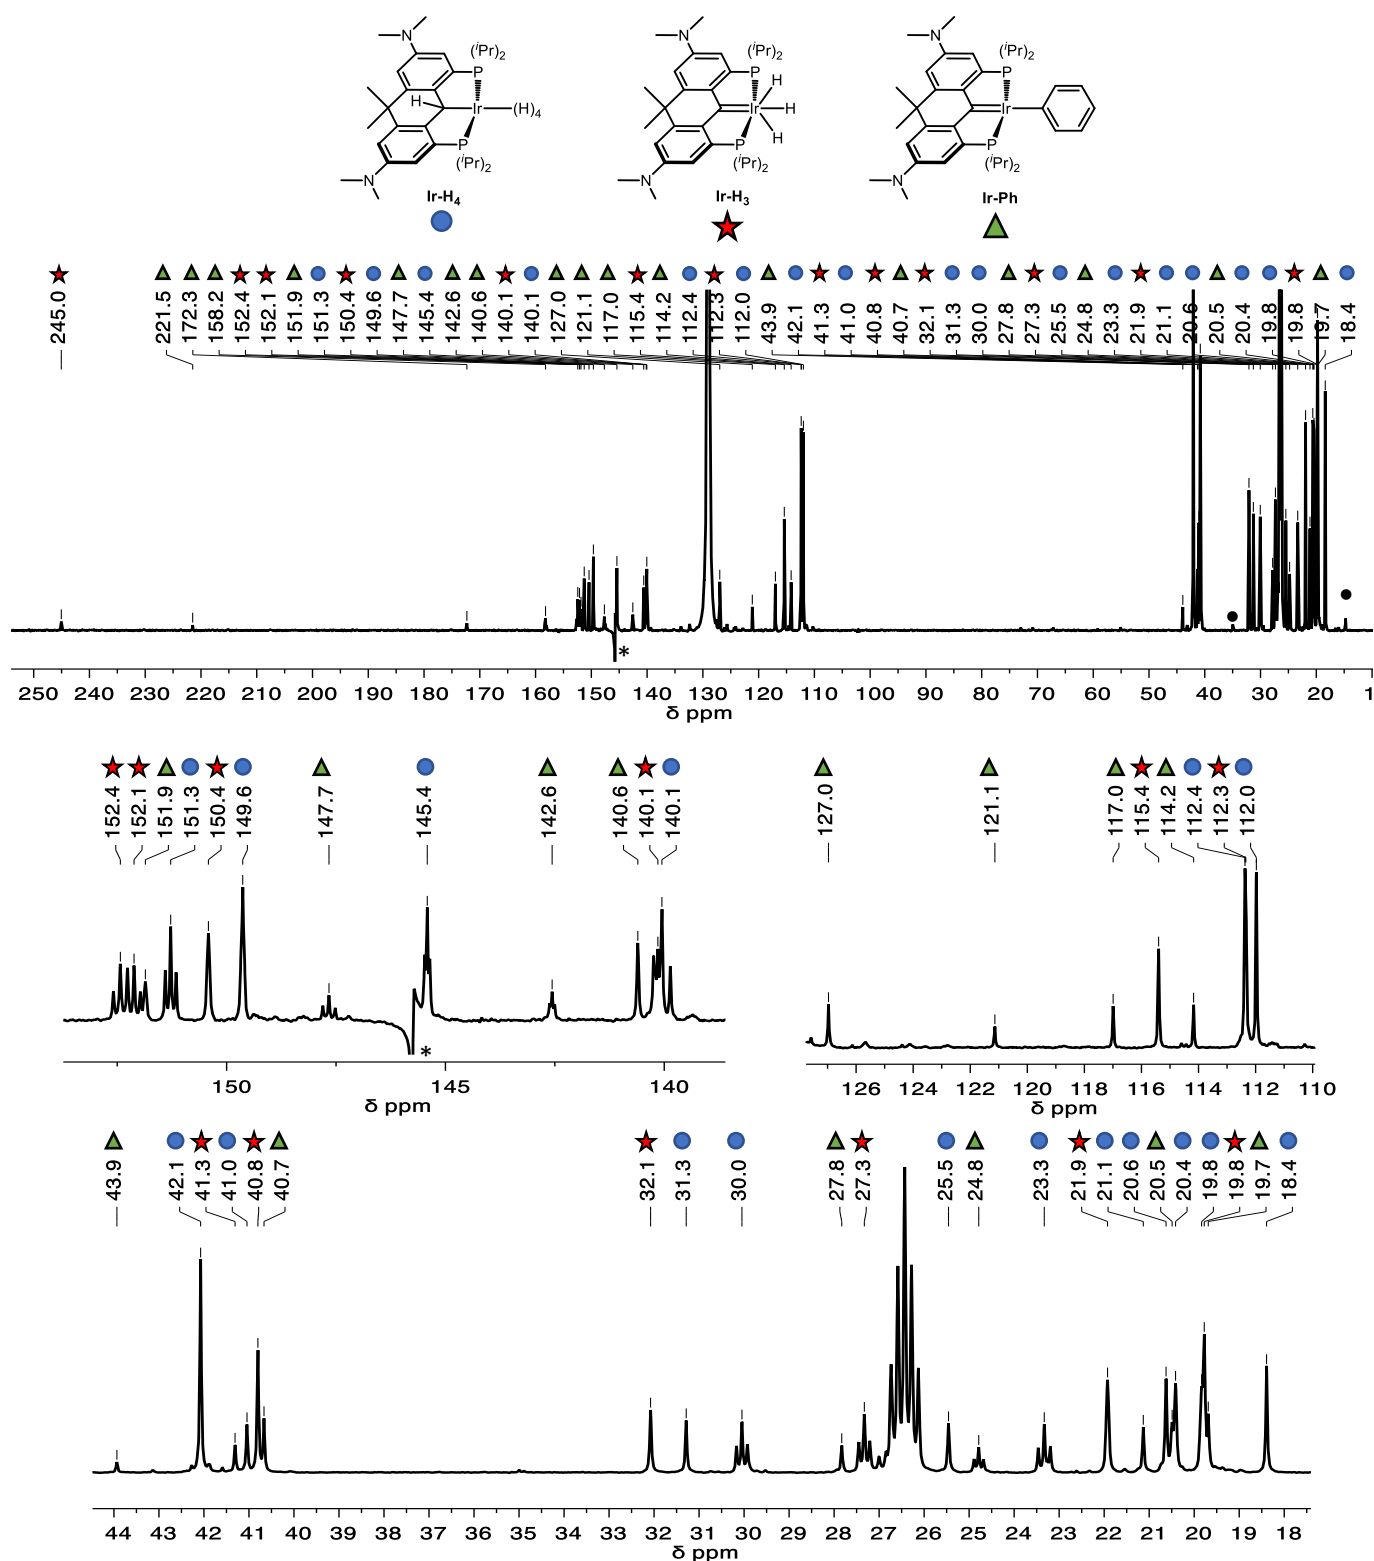 N N N
(ⁱPr)₂ (ⁱPr)₂ (ⁱPr)₂
P P P
H H
H Ir (H)₄ Ir H Ir
H
P P P
(ⁱPr)₂ (ⁱPr)₂ (ⁱPr)₂
N N N
Ir-H₄ Ir-H₃ Ir-Ph
245.0 221.5 172.3 158.2 152.4 152.1 151.9 151.3 150.4 149.6 147.7 145.4 142.6 140.6 140.1 140.1 127.0 121.1 117.0 115.4 114.2 112.4 112.3 112.0 43.9 42.1 41.3 41.0 40.8 40.7 32.1 31.3 30.0 27.8 27.3 25.5 24.8 23.3 21.9 21.1 20.6 20.5 20.4 19.8 19.8 19.7 18.4
*
250 240 230 220 210 200 190 180 170 160 150 140 130 120 110 100 90 80 70 60 50 40 30 20
δ ppm
152.4 152.1 151.9 151.3 150.4 149.6 147.7 145.4 142.6 140.6 140.1 140.1
*
150 145 140
δ ppm
127.0 121.1 117.0 115.4 114.2 112.4 112.3 112.0
126 124 122 120 118 116 114 112 110
δ ppm
43.9 42.1 41.3 41.0 40.8 40.7 32.1 31.3 30.0 27.8 27.3 25.5 24.8 23.3 21.9 21.1 20.6 20.5 20.4 19.8 19.8 19.7 18.4
44 43 42 41 40 39 38 37 36 35 34 33 32 31 30 29 28 27 26 25 24 23 22 21 20 19 18
δ ppm